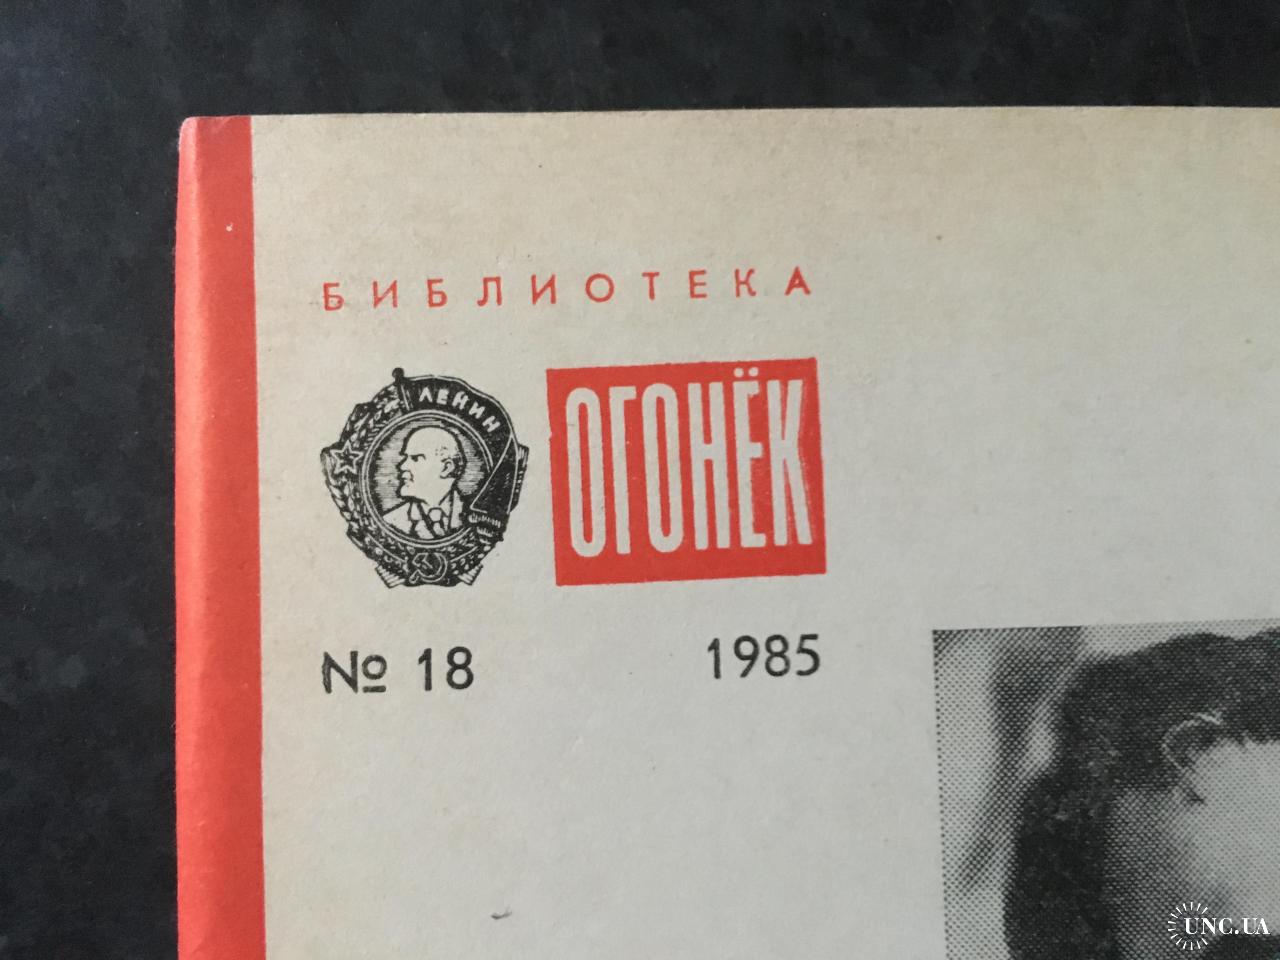 БИБЛИОТЕКА
ЛЕНИН
ОГОНЁК
№ 18 1985
UNC.UA